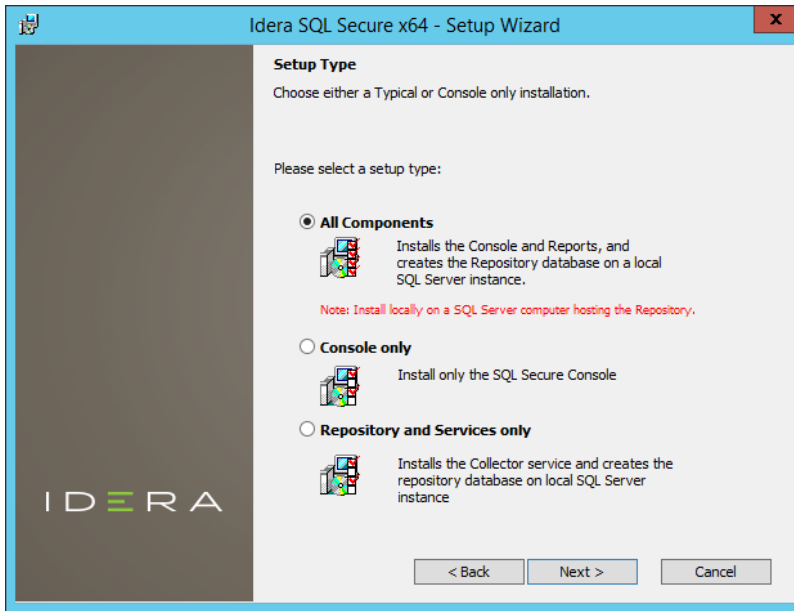 Idera SQL Secure x64 - Setup Wizard
x
Setup Type
Choose either a Typical or Console only installation.
Please select a setup type:
All Components
Installs the Console and Reports, and
creates the Repository database on a local
SQL Server instance.
Note: Install locally on a SQL Server computer hosting the Repository.
Console only
Install only the SQL Secure Console
Repository and Services only
Installs the Collector service and creates the
repository database on local SQL Server
instance
IDERA
< Back
Next >
Cancel